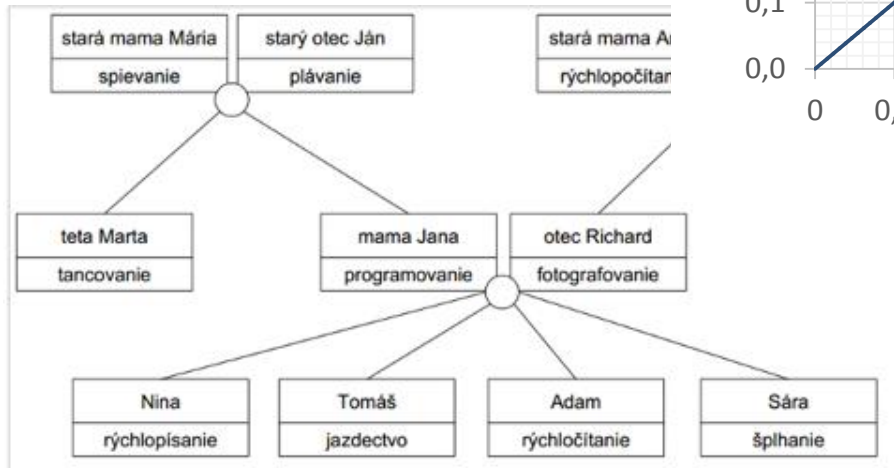 stará mama Mária
spievanie
starý otec Ján
plávanie
stará mama
0,1
0,0
0
teta Marta
tancovanie
mama Jana
programovanie
otec Richard
fotografovanie
Nina
rýchlopísanie
Tomáš
jazdectvo
Adam
rýchločítanie
Sára
šplhanie